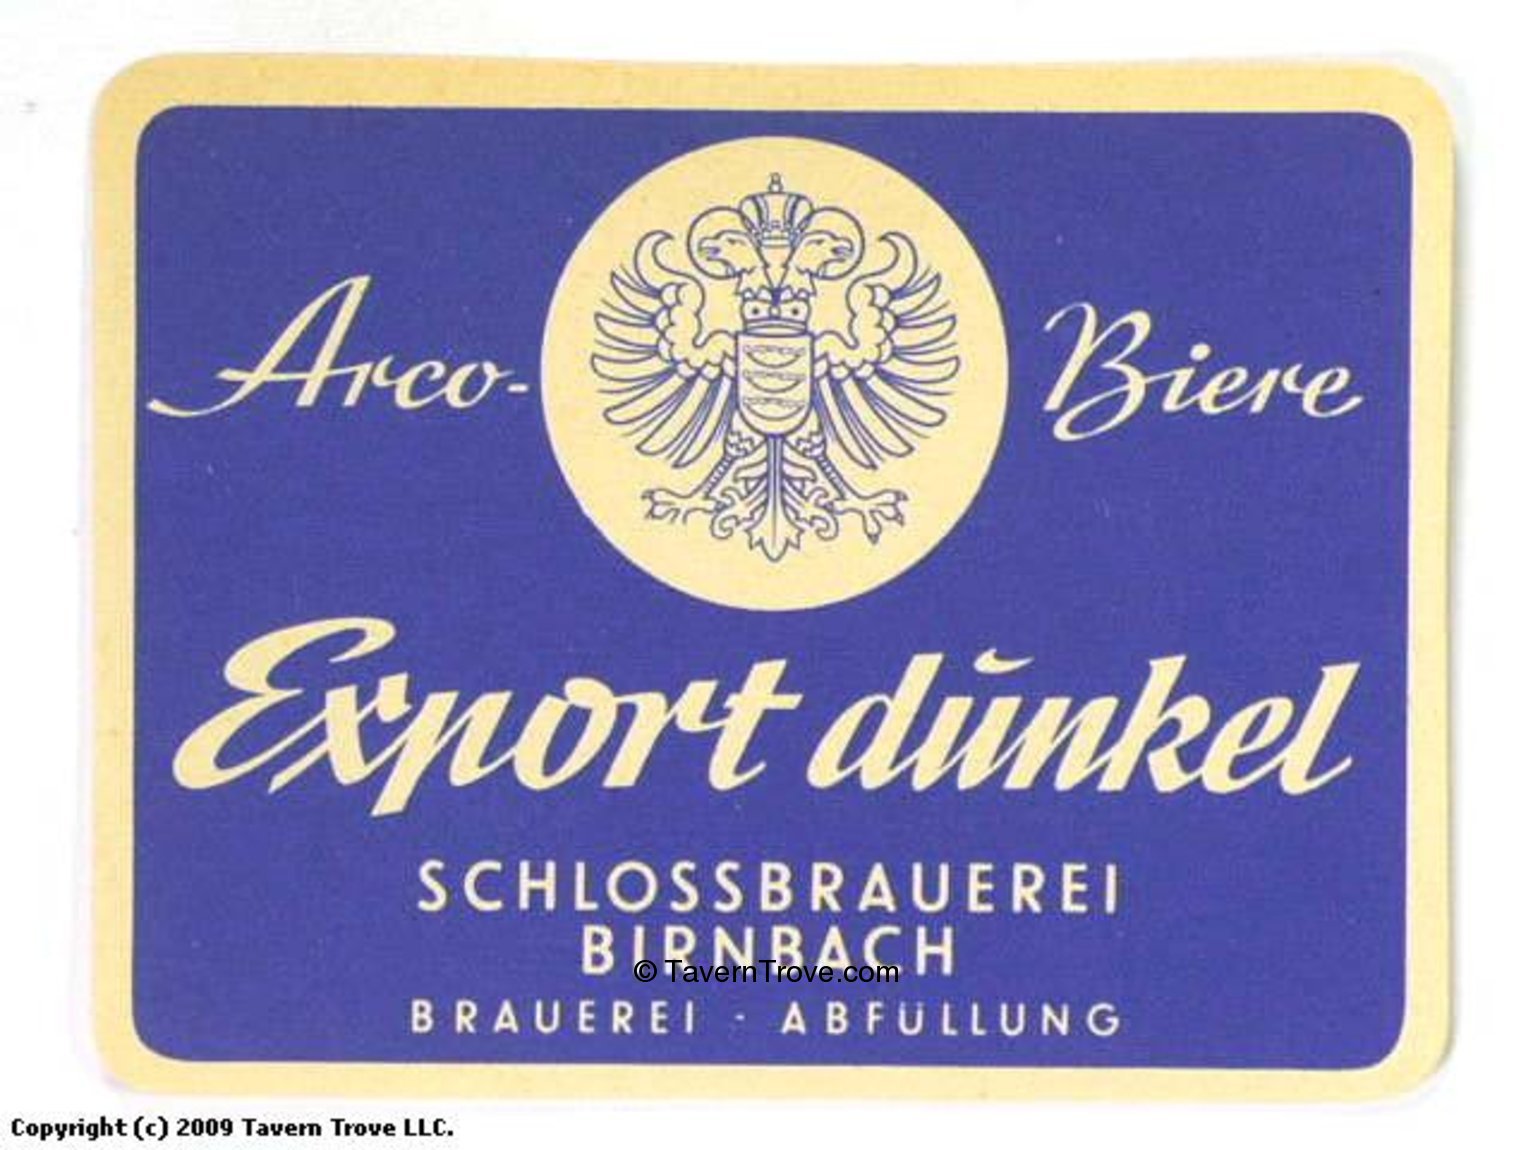 Arco- Biere
Export dunkel
SCHLOSSBRAUEREI
BIRNBACH
© TavernTrove.com
BRAUEREI - ABFÜLLUNG
Copyright (c) 2009 Tavern Trove LLC.